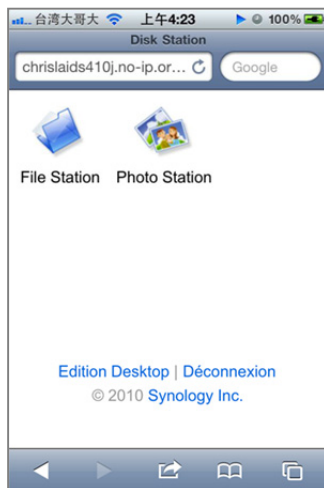 台湾大哥大 上午4:23 100%
Disk Station
chrislaids410j.no-ip.or... Google
File Station Photo Station
Edition Desktop | Déconnexion
© 2010 Synology Inc.